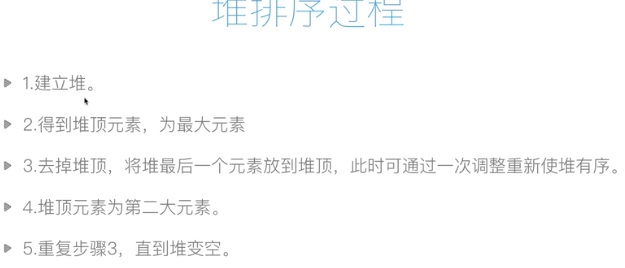 堆排序过程
1.建立堆。
2.得到堆顶元素，为最大元素
3.去掉堆顶，将堆最后一个元素放到堆顶，此时可通过一次调整重新使堆有序。
4.堆顶元素为第二大元素。
5.重复步骤3，直到堆变空。